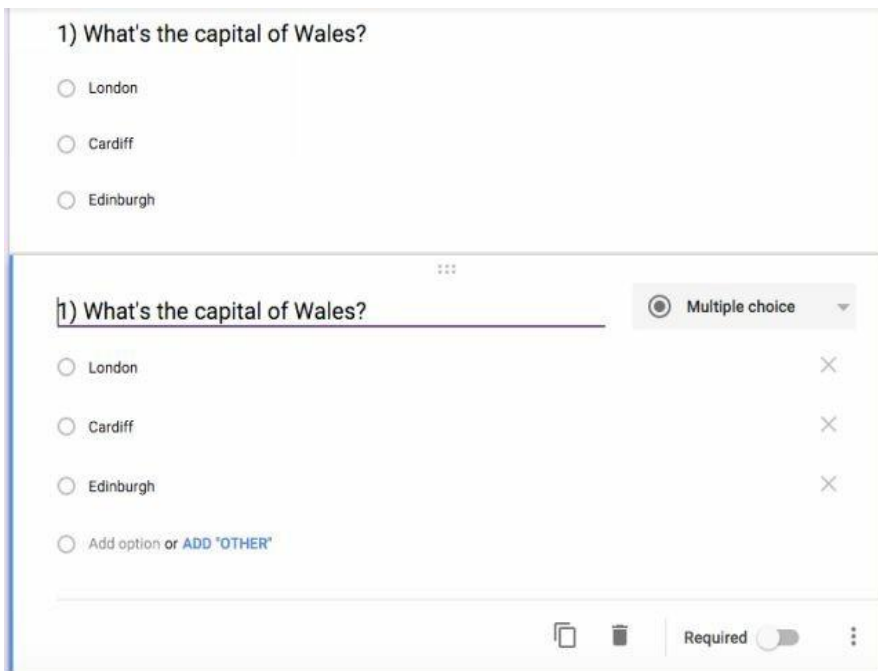 1) What's the capital of Wales?
London
Cardiff
Edinburgh
1) What's the capital of Wales?
Multiple choice
London
Cardiff
Edinburgh
Add option or ADD "OTHER"
Required